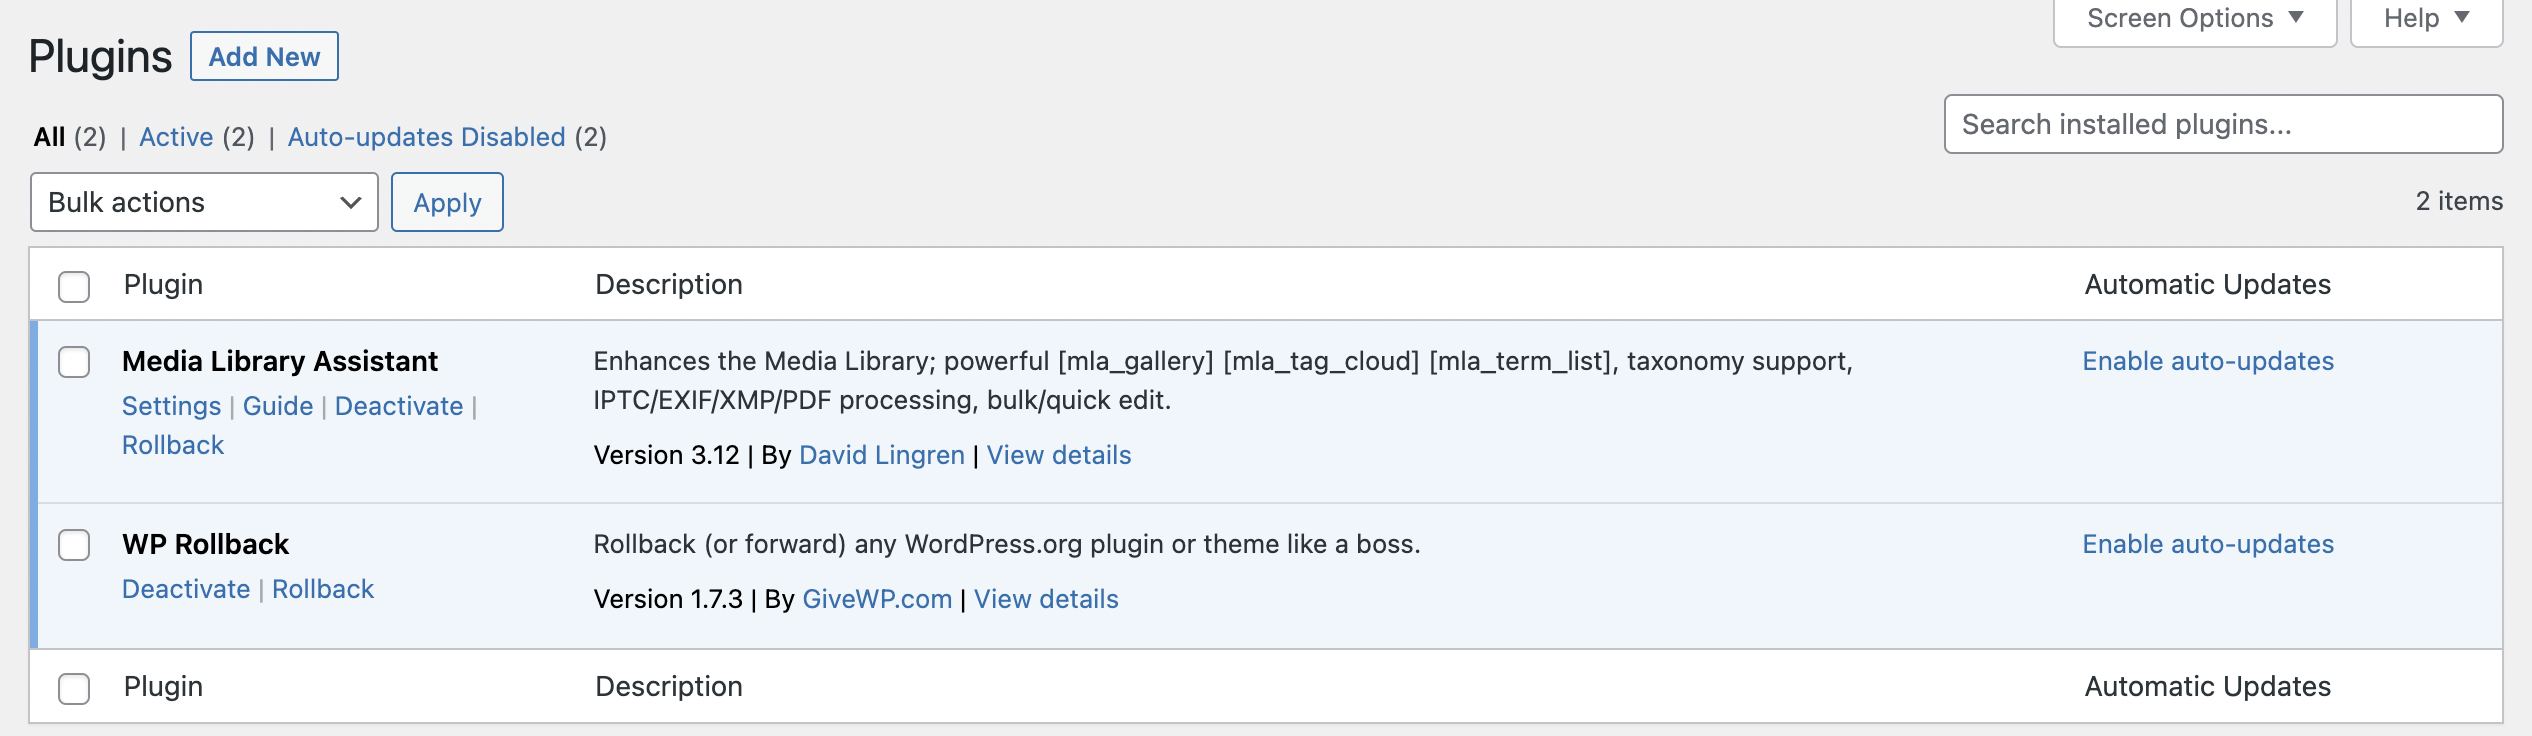 Screen Options ▼
Help ▼
Plugins
Add New
All (2) | Active (2) | Auto-updates Disabled (2)
Search installed plugins...
Bulk actions
Apply
2 items
Plugin
Description
Automatic Updates
Media Library Assistant
Settings | Guide | Deactivate |
Rollback
Enhances the Media Library; powerful [mla_gallery] [mla_tag_cloud] [mla_term_list], taxonomy support,
IPTC/EXIF/XMP/PDF processing, bulk/quick edit.
Version 3.12 | By David Lingren | View details
Enable auto-updates
WP Rollback
Deactivate | Rollback
Rollback (or forward) any WordPress.org plugin or theme like a boss.
Version 1.7.3 | By GiveWP.com | View details
Enable auto-updates
Plugin
Description
Automatic Updates